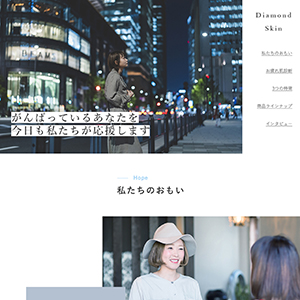 Diamond
Skin
私たちのおもい
お疲れ肌診断
3つの特徴
商品ラインナップ
インタビュー
がんばっているあなたを
今日も私たちが応援します
Hope
私たちのおもい